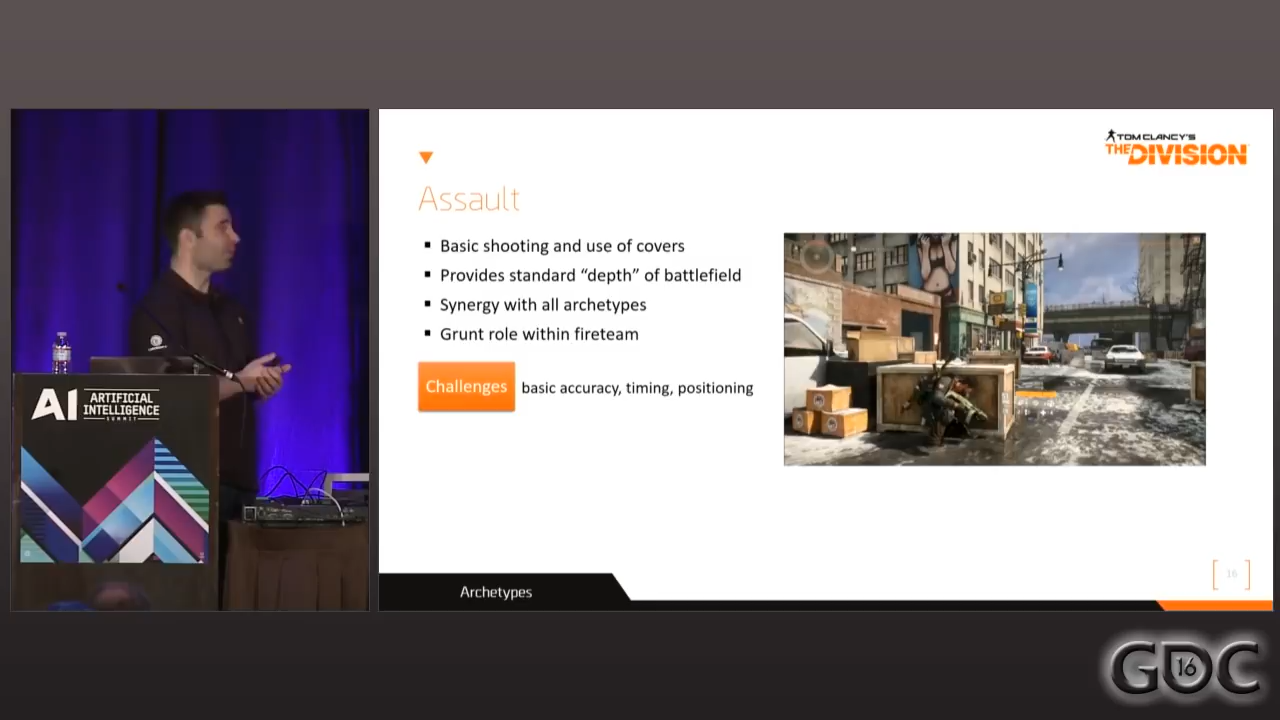 TOM CLANCY'S
THE DIVISION
Assault
▪ Basic shooting and use of covers
▪ Provides standard “depth” of battlefield
▪ Synergy with all archetypes
▪ Grunt role within fireteam
Challenges
basic accuracy, timing, positioning
AI ARTIFICIAL
INTELLIGENCE
SUMMIT
16
Archetypes
GDC
16